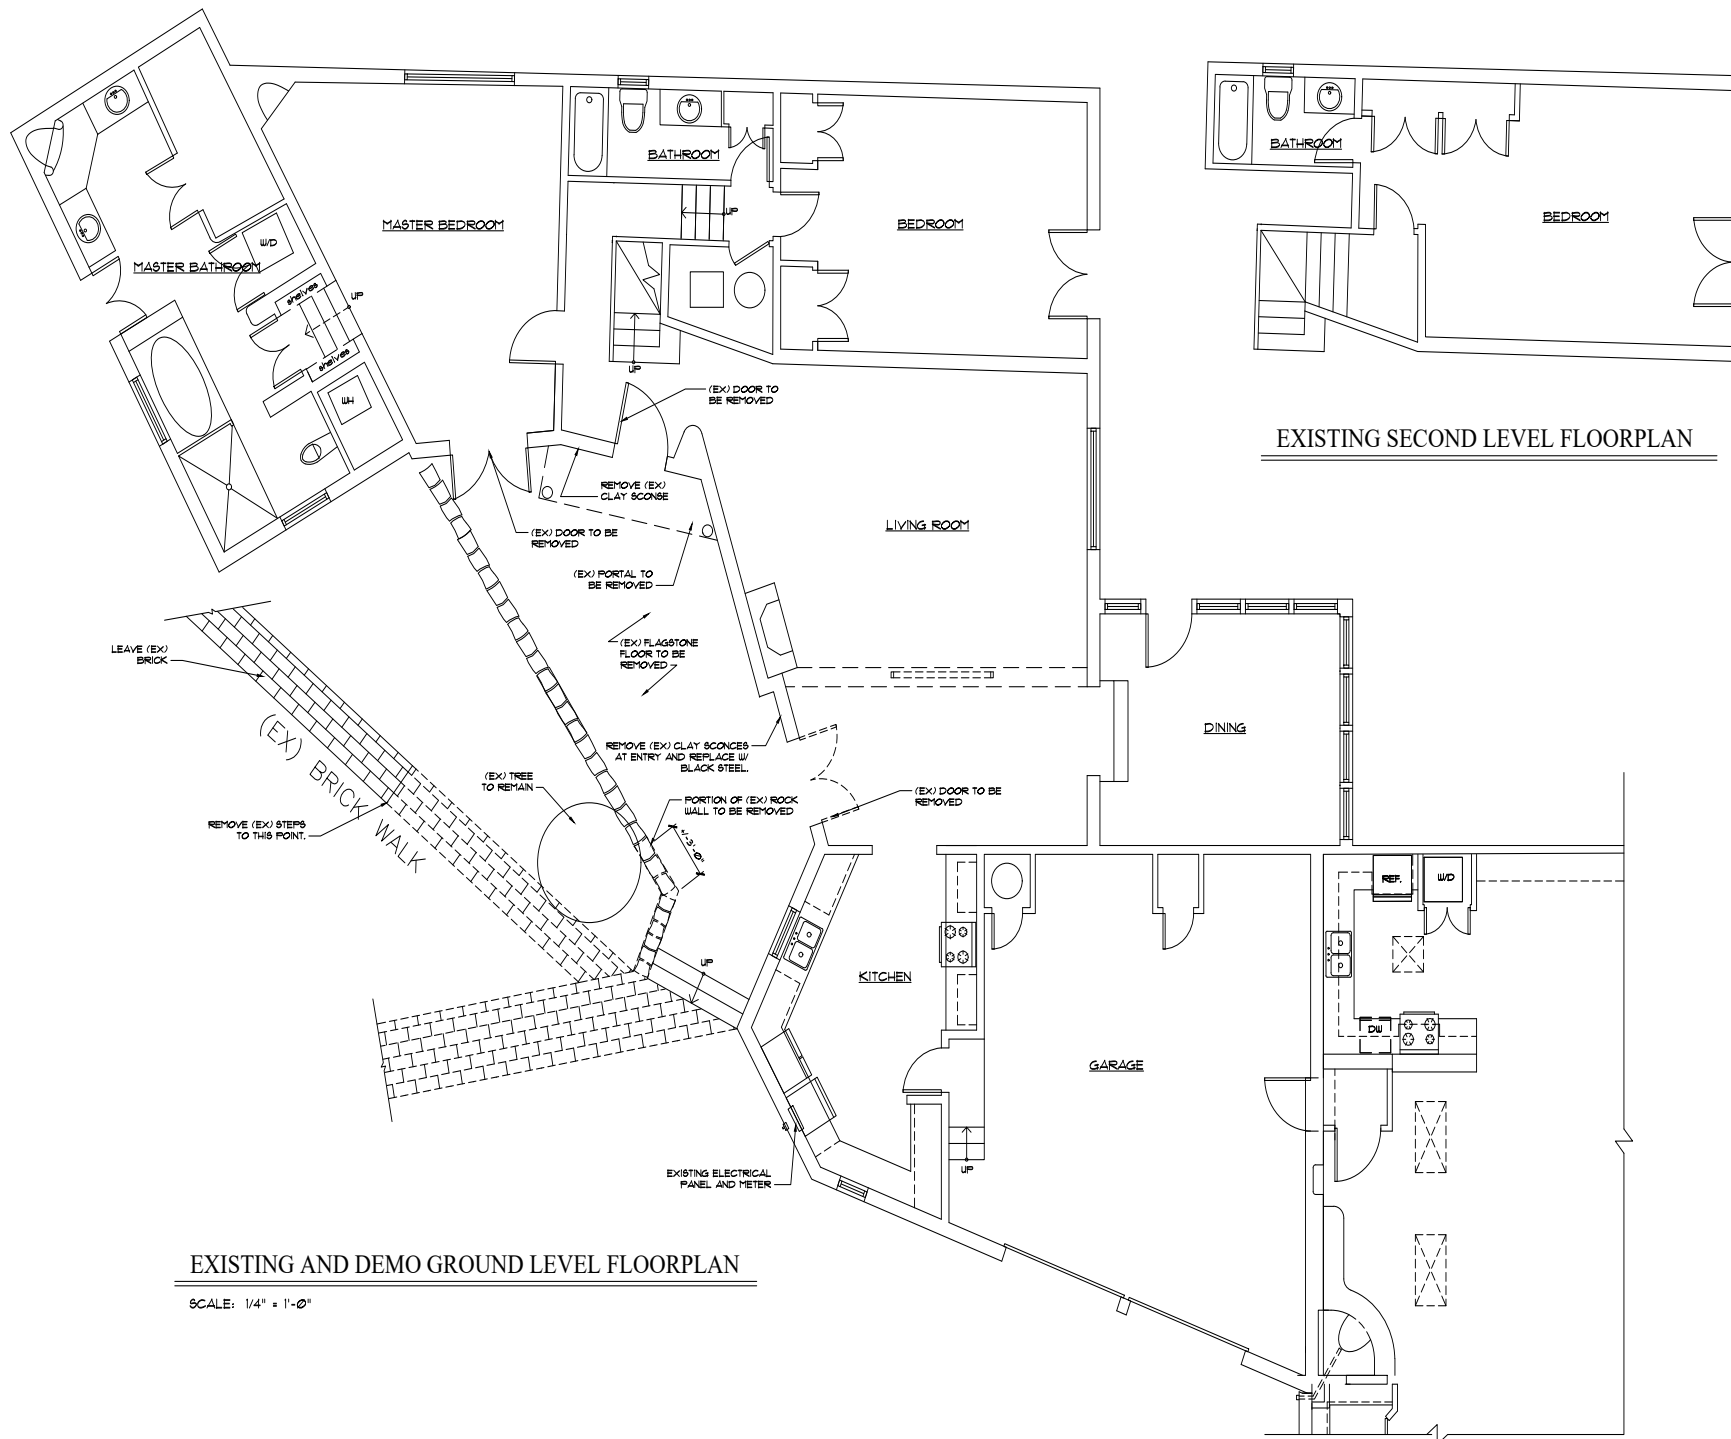 BATHROOM
MASTER BEDROOM
UP
BEDROOM
W/D
MASTER BATHROOM
shelves
UP
shelves
WH
UP
(EX) DOOR TO
BE REMOVED
REMOVE (EX)
CLAY SCONSE
(EX) DOOR TO BE
REMOVED
LIVING ROOM
(EX) PORTAL TO
BE REMOVED
(EX) FLAGSTONE
FLOOR TO BE
REMOVED
LEAVE (EX)
BRICK
(EX) BRICK WALK
REMOVE (EX) CLAY SCONCES
AT ENTRY AND REPLACE W/
BLACK STEEL.
DINING
(EX) TREE
TO REMAIN
PORTION OF (EX) ROCK
WALL TO BE REMOVED
+/-3'-0"
(EX) DOOR TO BE
REMOVED
REMOVE (EX) STEPS
TO THIS POINT.
REF.
W/D
UP
KITCHEN
DW
GARAGE
UP
EXISTING ELECTRICAL
PANEL AND METER
EXISTING AND DEMO GROUND LEVEL FLOORPLAN
SCALE: 1/4" = 1'-0"
BATHROOM
BEDROOM
EXISTING SECOND LEVEL FLOORPLAN